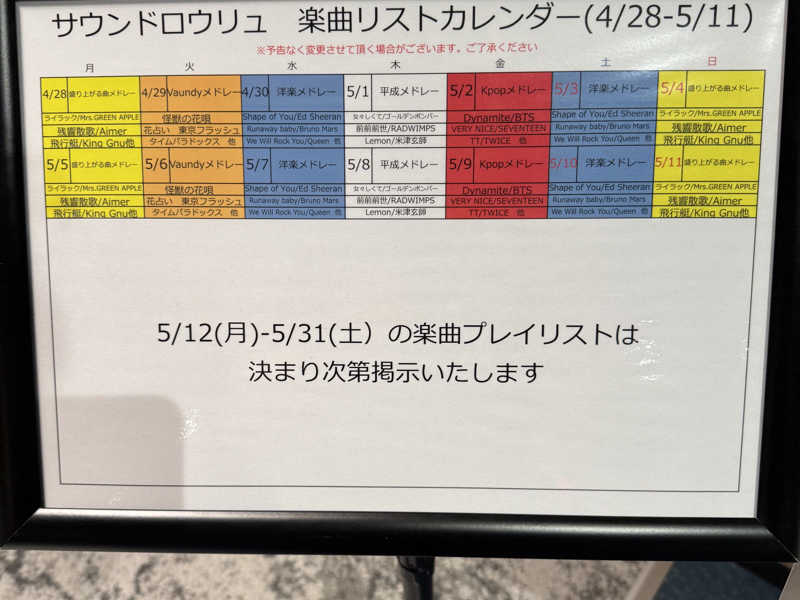 サウンドロウリュ　楽曲リストカレンダー(4/28-5/11)
※予告なく変更させて頂く場合がございます。ご了承ください
月 火 水 木 金 土 日
4/28 盛り上がる曲メドレー 4/29 Vaundyメドレー 4/30 洋楽メドレー 5/1 平成メドレー 5/2 Kpopメドレー 5/3 洋楽メドレー 5/4 盛り上がる曲メドレー
ライラック/Mrs.GREEN APPLE 怪獣の花唄 Shape of You/Ed Sheeran 女々しくて/ゴールデンボンバー Dynamite/BTS Shape of You/Ed Sheeran ライラック/Mrs.GREEN APPLE
残響散歌/Aimer 花占い　東京フラッシュ Runaway baby/Bruno Mars 前前前世/RADWIMPS VERY NICE/SEVENTEEN Runaway baby/Bruno Mars 残響散歌/Aimer
飛行艇/King Gnu他 タイムパラドックス　他 We Will Rock You/Queen　他 Lemon/米津玄師 TT/TWICE　他 We Will Rock You/Queen　他 飛行艇/King Gnu他
5/5 盛り上がる曲メドレー 5/6 Vaundyメドレー 5/7 洋楽メドレー 5/8 平成メドレー 5/9 Kpopメドレー 5/10 洋楽メドレー 5/11 盛り上がる曲メドレー
ライラック/Mrs.GREEN APPLE 怪獣の花唄 Shape of You/Ed Sheeran 女々しくて/ゴールデンボンバー Dynamite/BTS Shape of You/Ed Sheeran ライラック/Mrs.GREEN APPLE
残響散歌/Aimer 花占い　東京フラッシュ Runaway baby/Bruno Mars 前前前世/RADWIMPS VERY NICE/SEVENTEEN Runaway baby/Bruno Mars 残響散歌/Aimer
飛行艇/King Gnu他 タイムパラドックス　他 We Will Rock You/Queen　他 Lemon/米津玄師 TT/TWICE　他 We Will Rock You/Queen　他 飛行艇/King Gnu他
5/12(月)-5/31(土）の楽曲プレイリストは
決まり次第掲示いたします